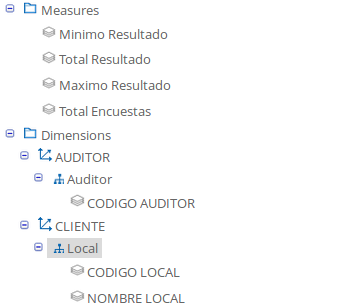 Measures
Minimo Resultado
Total Resultado
Maximo Resultado
Total Encuestas
Dimensions
AUDITOR
Auditor
CODIGO AUDITOR
CLIENTE
Local
CODIGO LOCAL
NOMBRE LOCAL